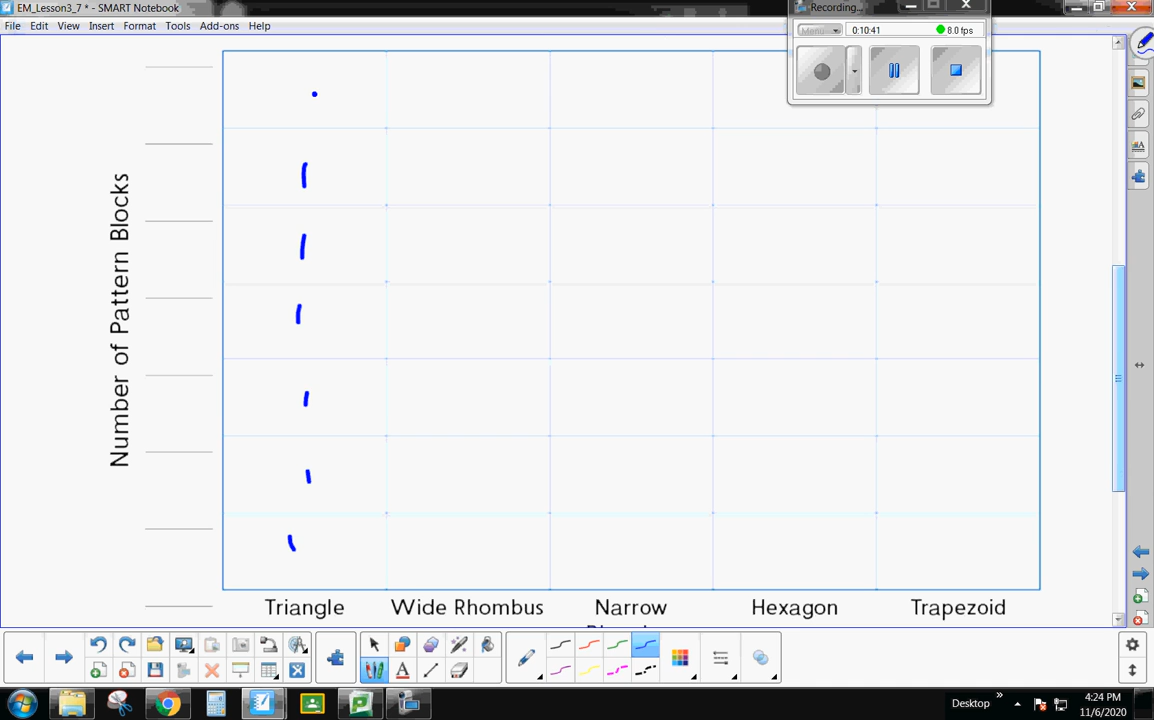 EM_Lesson3_7 * - SMART Notebook
Recording...
File Edit View Insert Format Tools Add-ons Help
Menu 0:10:41 8.0 fps
Number of Pattern Blocks
Triangle Wide Rhombus Narrow Hexagon Trapezoid
Desktop
4:24 PM
11/6/2020